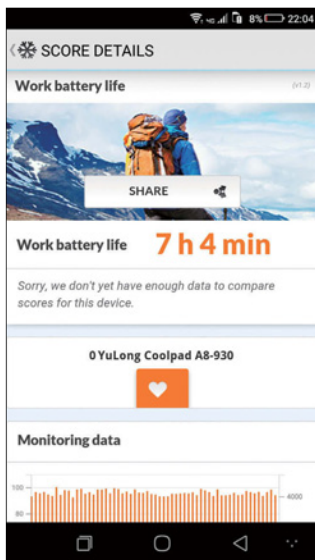 8% 22:04
SCORE DETAILS
Work battery life (v1.2)
SHARE
Work battery life 7 h 4 min
Sorry, we don't yet have enough data to compare
scores for this device.
0 YuLong Coolpad A8-930
Monitoring data
100
4000
80